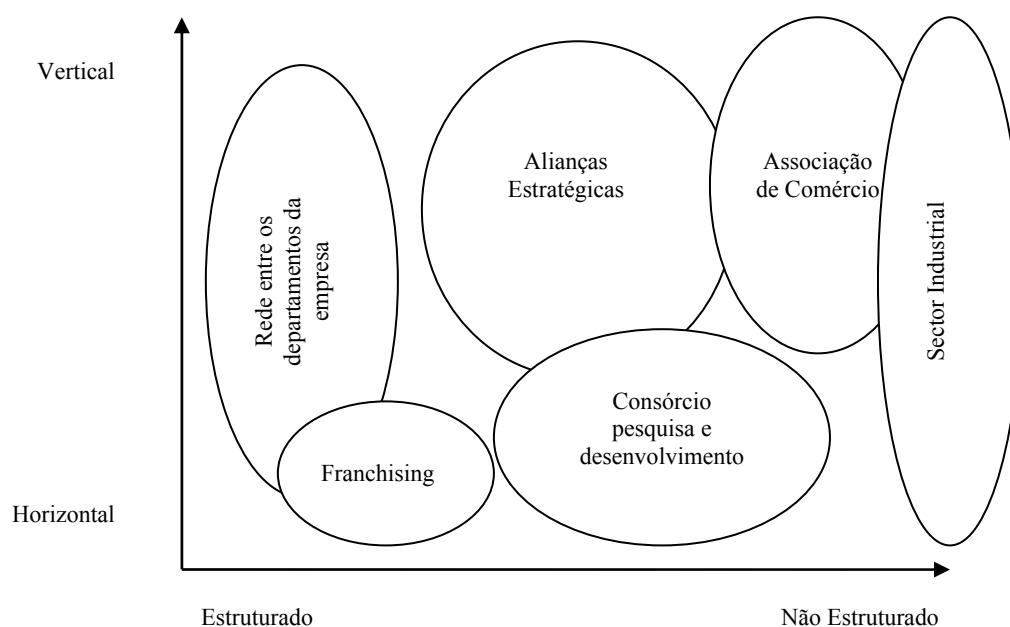 Vertical
Alianças
Estratégicas
Associação
de Comércio
Rede entre os
departamentos da
empresa
Sector Industrial
Consórcio
pesquisa e
desenvolvimento
Franchising
Horizontal
Estruturado
Não Estruturado